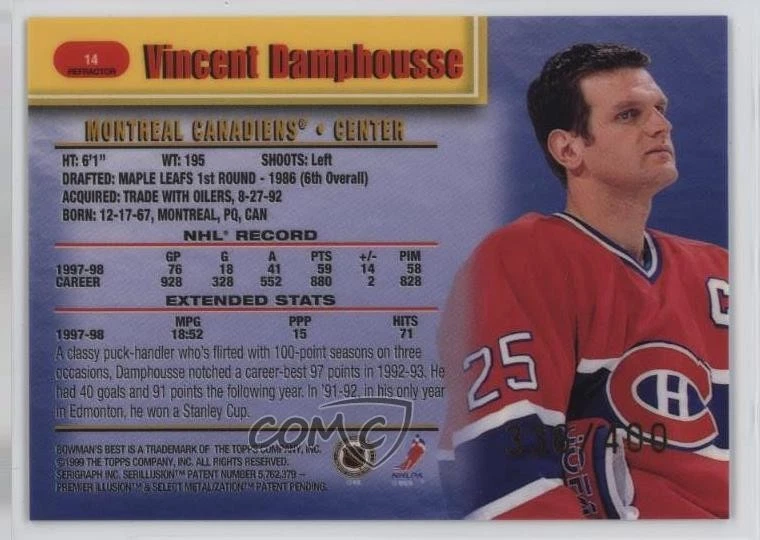 14
REFRACTOR
Vincent Damphousse
MONTREAL CANADIENS® • CENTER
HT: 6'1" WT: 195 SHOOTS: Left
DRAFTED: MAPLE LEAFS 1st ROUND - 1986 (6th Overall)
ACQUIRED: TRADE WITH OILERS, 8-27-92
BORN: 12-17-67, MONTREAL, PQ, CAN
NHL® RECORD
GP G A PTS +/- PIM
1997-98 76 18 41 59 14 58
CAREER 928 328 552 880 2 828
EXTENDED STATS
MPG PPP HITS
1997-98 18:52 15 71
A classy puck-handler who's flirted with 100-point seasons on three
occasions, Damphousse notched a career-best 97 points in 1992-93. He
had 40 goals and 91 points the following year. In '91-92, in his only year
in Edmonton, he won a Stanley Cup.
COMC
BOWMAN'S BEST IS A TRADEMARK OF THE TOPPS COMPANY, INC.
©1999 THE TOPPS COMPANY, INC. ALL RIGHTS RESERVED.
SERIGRAPH INC. SERILLUSION™ PATENT NUMBER 5,762,379 –
PREMIER ILLUSION™ & SELECT METALIZATION™ PATENT PENDING.
NHLPA
25
C
/400